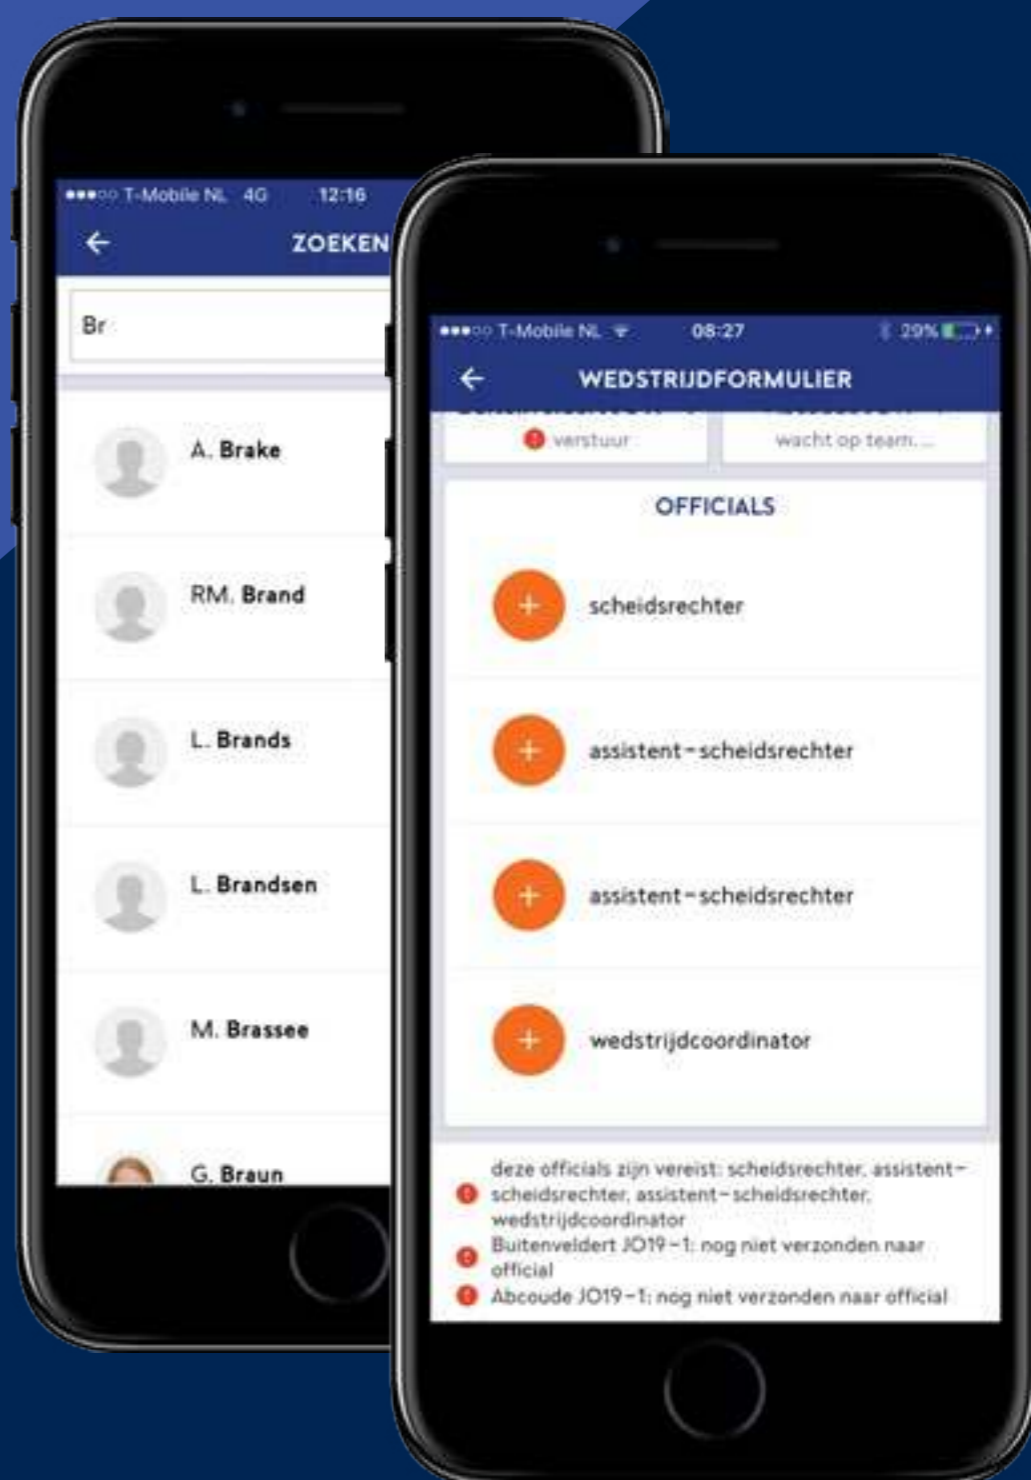 T-Mobile NL 4G 12:16
ZOEKEN
Br
A. Brake
RM. Brand
L. Brands
L. Brandsen
M. Brassee
G. Braun
T-Mobile NL 08:27 29%
WEDSTRIJDFORMULIER
verstuur
wacht op team...
OFFICIALS
scheidsrechter
assistent-scheidsrechter
assistent-scheidsrechter
wedstrijdcoordinator
deze officials zijn vereist: scheidsrechter, assistent-
scheidsrechter, assistent-scheidsrechter,
wedstrijdcoordinator
Buitenveldert JO19-1: nog niet verzonden naar
official
Abcoude JO19-1: nog niet verzonden naar official